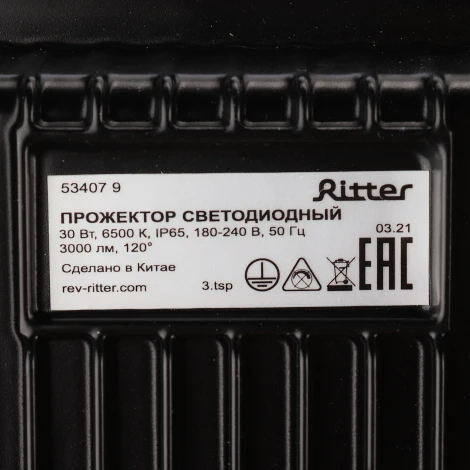 53407 9 Ritter
ПРОЖЕКТОР СВЕТОДИОДНЫЙ
30 Вт, 6500 К, IP65, 180-240 В, 50 Гц 03.21
3000 лм, 120°
Сделано в Китае
rev-ritter.com 3.tsp EAC